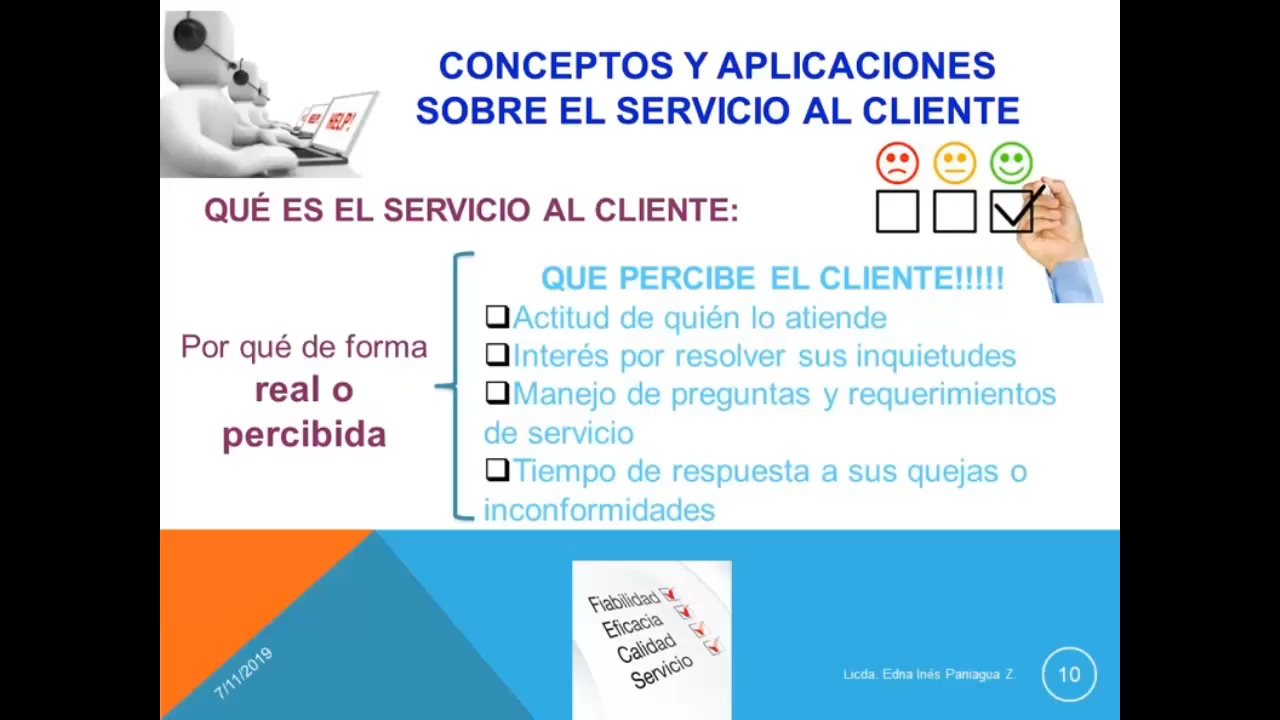 CONCEPTOS Y APLICACIONES
SOBRE EL SERVICIO AL CLIENTE
HELP!
HELP!
QUÉ ES EL SERVICIO AL CLIENTE:
Por qué de forma
real o
percibida
QUE PERCIBE EL CLIENTE!!!!!
Actitud de quién lo atiende
Interés por resolver sus inquietudes
Manejo de preguntas y requerimientos
de servicio
Tiempo de respuesta a sus quejas o
inconformidades
Fiabilidad
Eficacia
Calidad
Servicio
7/11/2019
Licda. Edna Inés Paniagua Z.
10